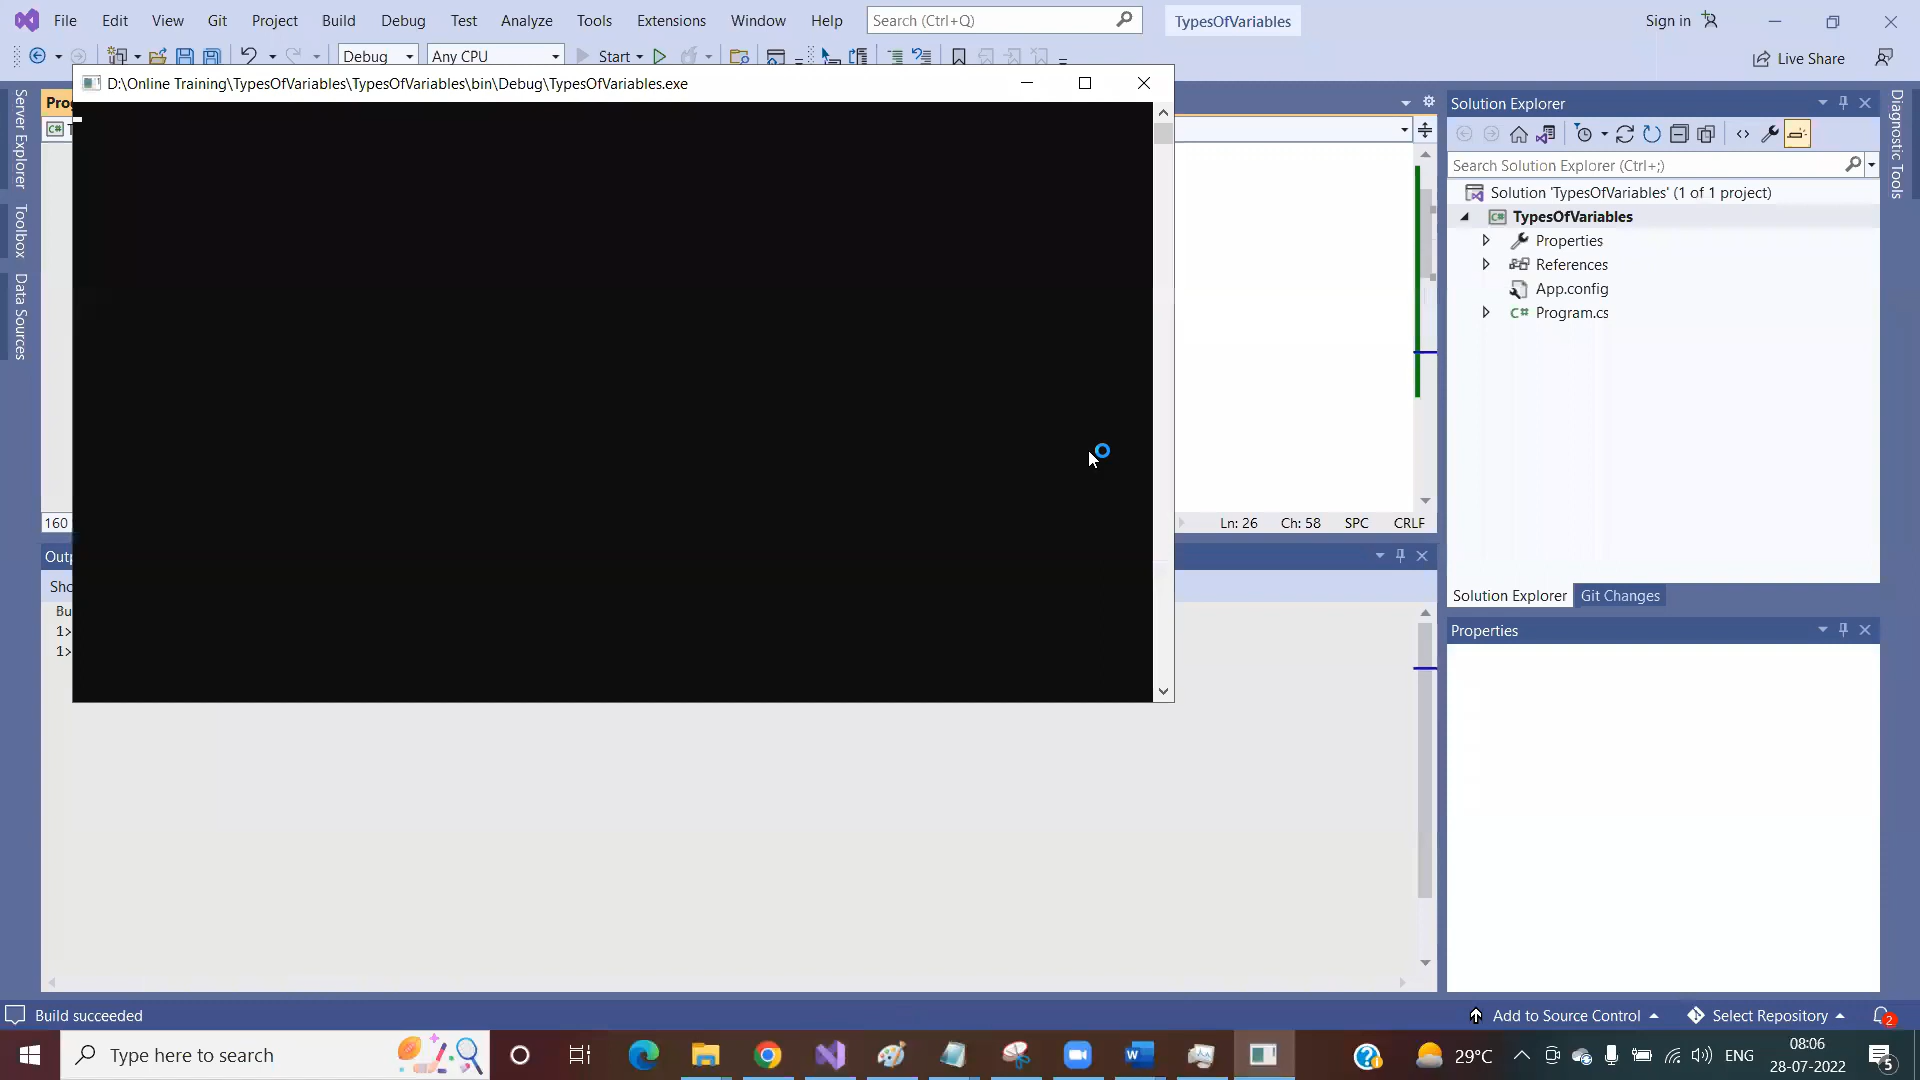 File Edit View Git Project Build Debug Test Analyze Tools Extensions Window Help Search (Ctrl+Q) TypesOfVariables Sign in
Debug Any CPU Start Live Share
D:\Online Training\TypesOfVariables\TypesOfVariables\bin\Debug\TypesOfVariables.exe
Server Explorer
Toolbox
Data Sources
160
Ln: 26 Ch: 58 SPC CRLF
1>
1>
Solution Explorer
Search Solution Explorer (Ctrl+;)
Solution 'TypesOfVariables' (1 of 1 project)
C# TypesOfVariables
Properties
References
App.config
C# Program.cs
Solution Explorer Git Changes
Properties
Diagnostic Tools
Build succeeded Add to Source Control Select Repository 2
Type here to search 29°C ENG 08:06
28-07-2022 5